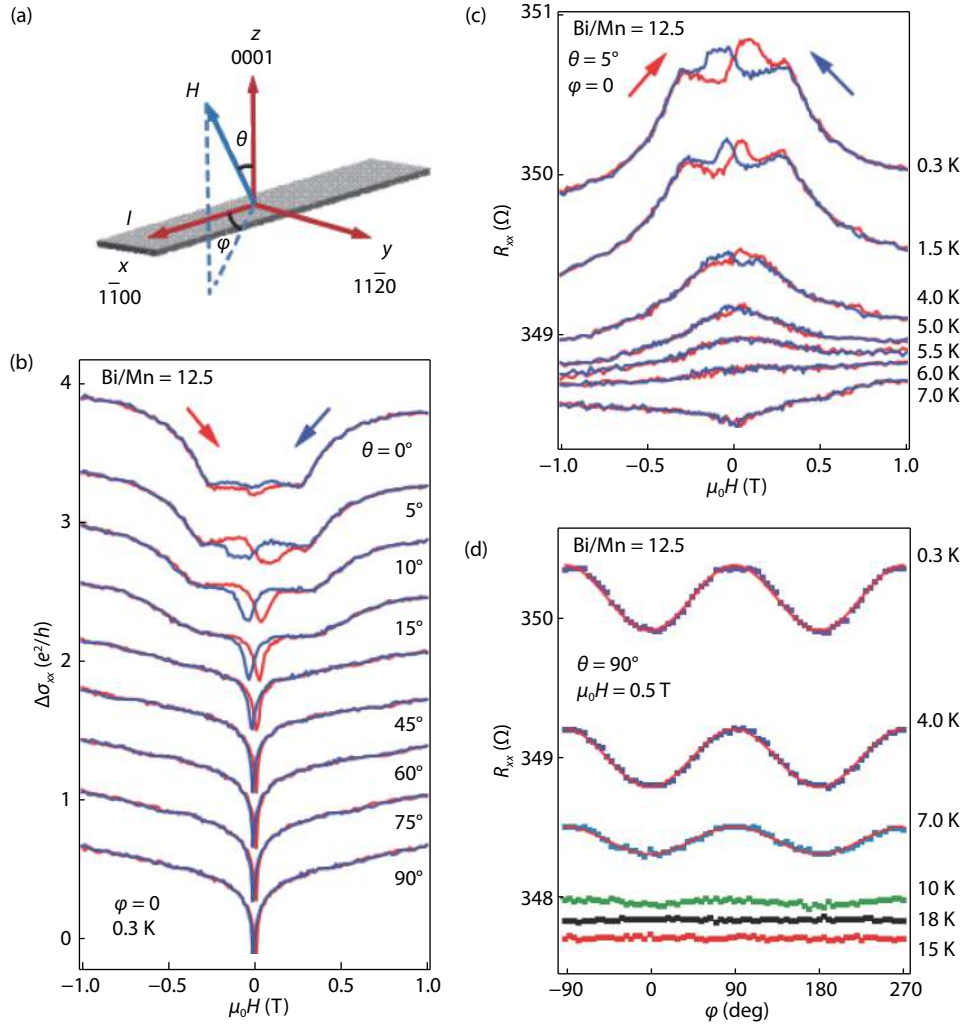 (a)
z
0001
H
θ
I
φ
x
y
11̅00
112̅0
(b)
Bi/Mn = 12.5
θ = 0°
5°
10°
15°
45°
60°
75°
90°
φ = 0
0.3 K
4
3
2
1
0
Δσxx (e²/h)
−1.0
−0.5
0
0.5
1.0
μ0H (T)
(c)
Bi/Mn = 12.5
θ = 5°
φ = 0
351
350
349
Rxx (Ω)
0.3 K
1.5 K
4.0 K
5.0 K
5.5 K
6.0 K
7.0 K
−1.0
−0.5
0
0.5
1.0
μ0H (T)
(d)
Bi/Mn = 12.5
θ = 90°
μ0H = 0.5 T
350
349
348
Rxx (Ω)
0.3 K
4.0 K
7.0 K
10 K
18 K
15 K
−90
0
90
180
270
φ (deg)